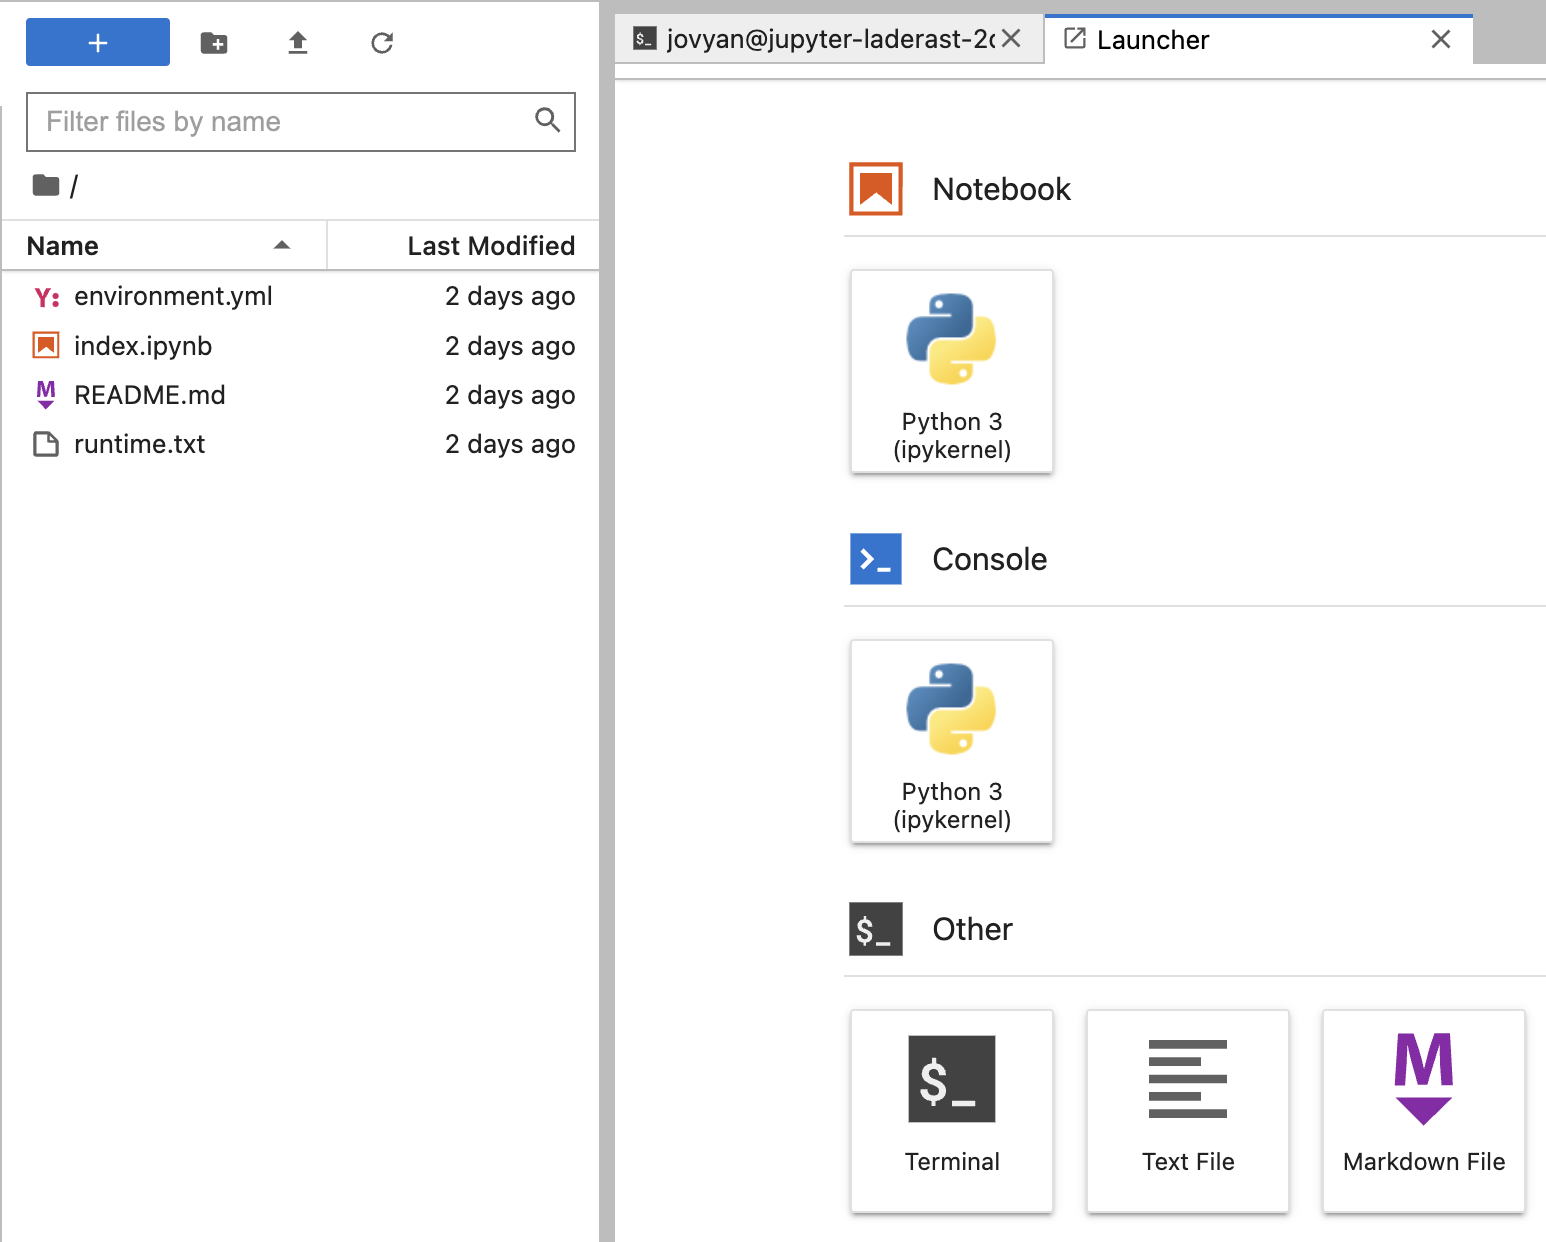 Filter files by name
/
Name Last Modified
Y: environment.yml 2 days ago
index.ipynb 2 days ago
M README.md 2 days ago
runtime.txt 2 days ago
$_ jovyan@jupyter-laderast-2 Launcher
Notebook
Python 3
(ipykernel)
>_ Console
Python 3
(ipykernel)
$_ Other
$_
Terminal
Text File
M
Markdown File